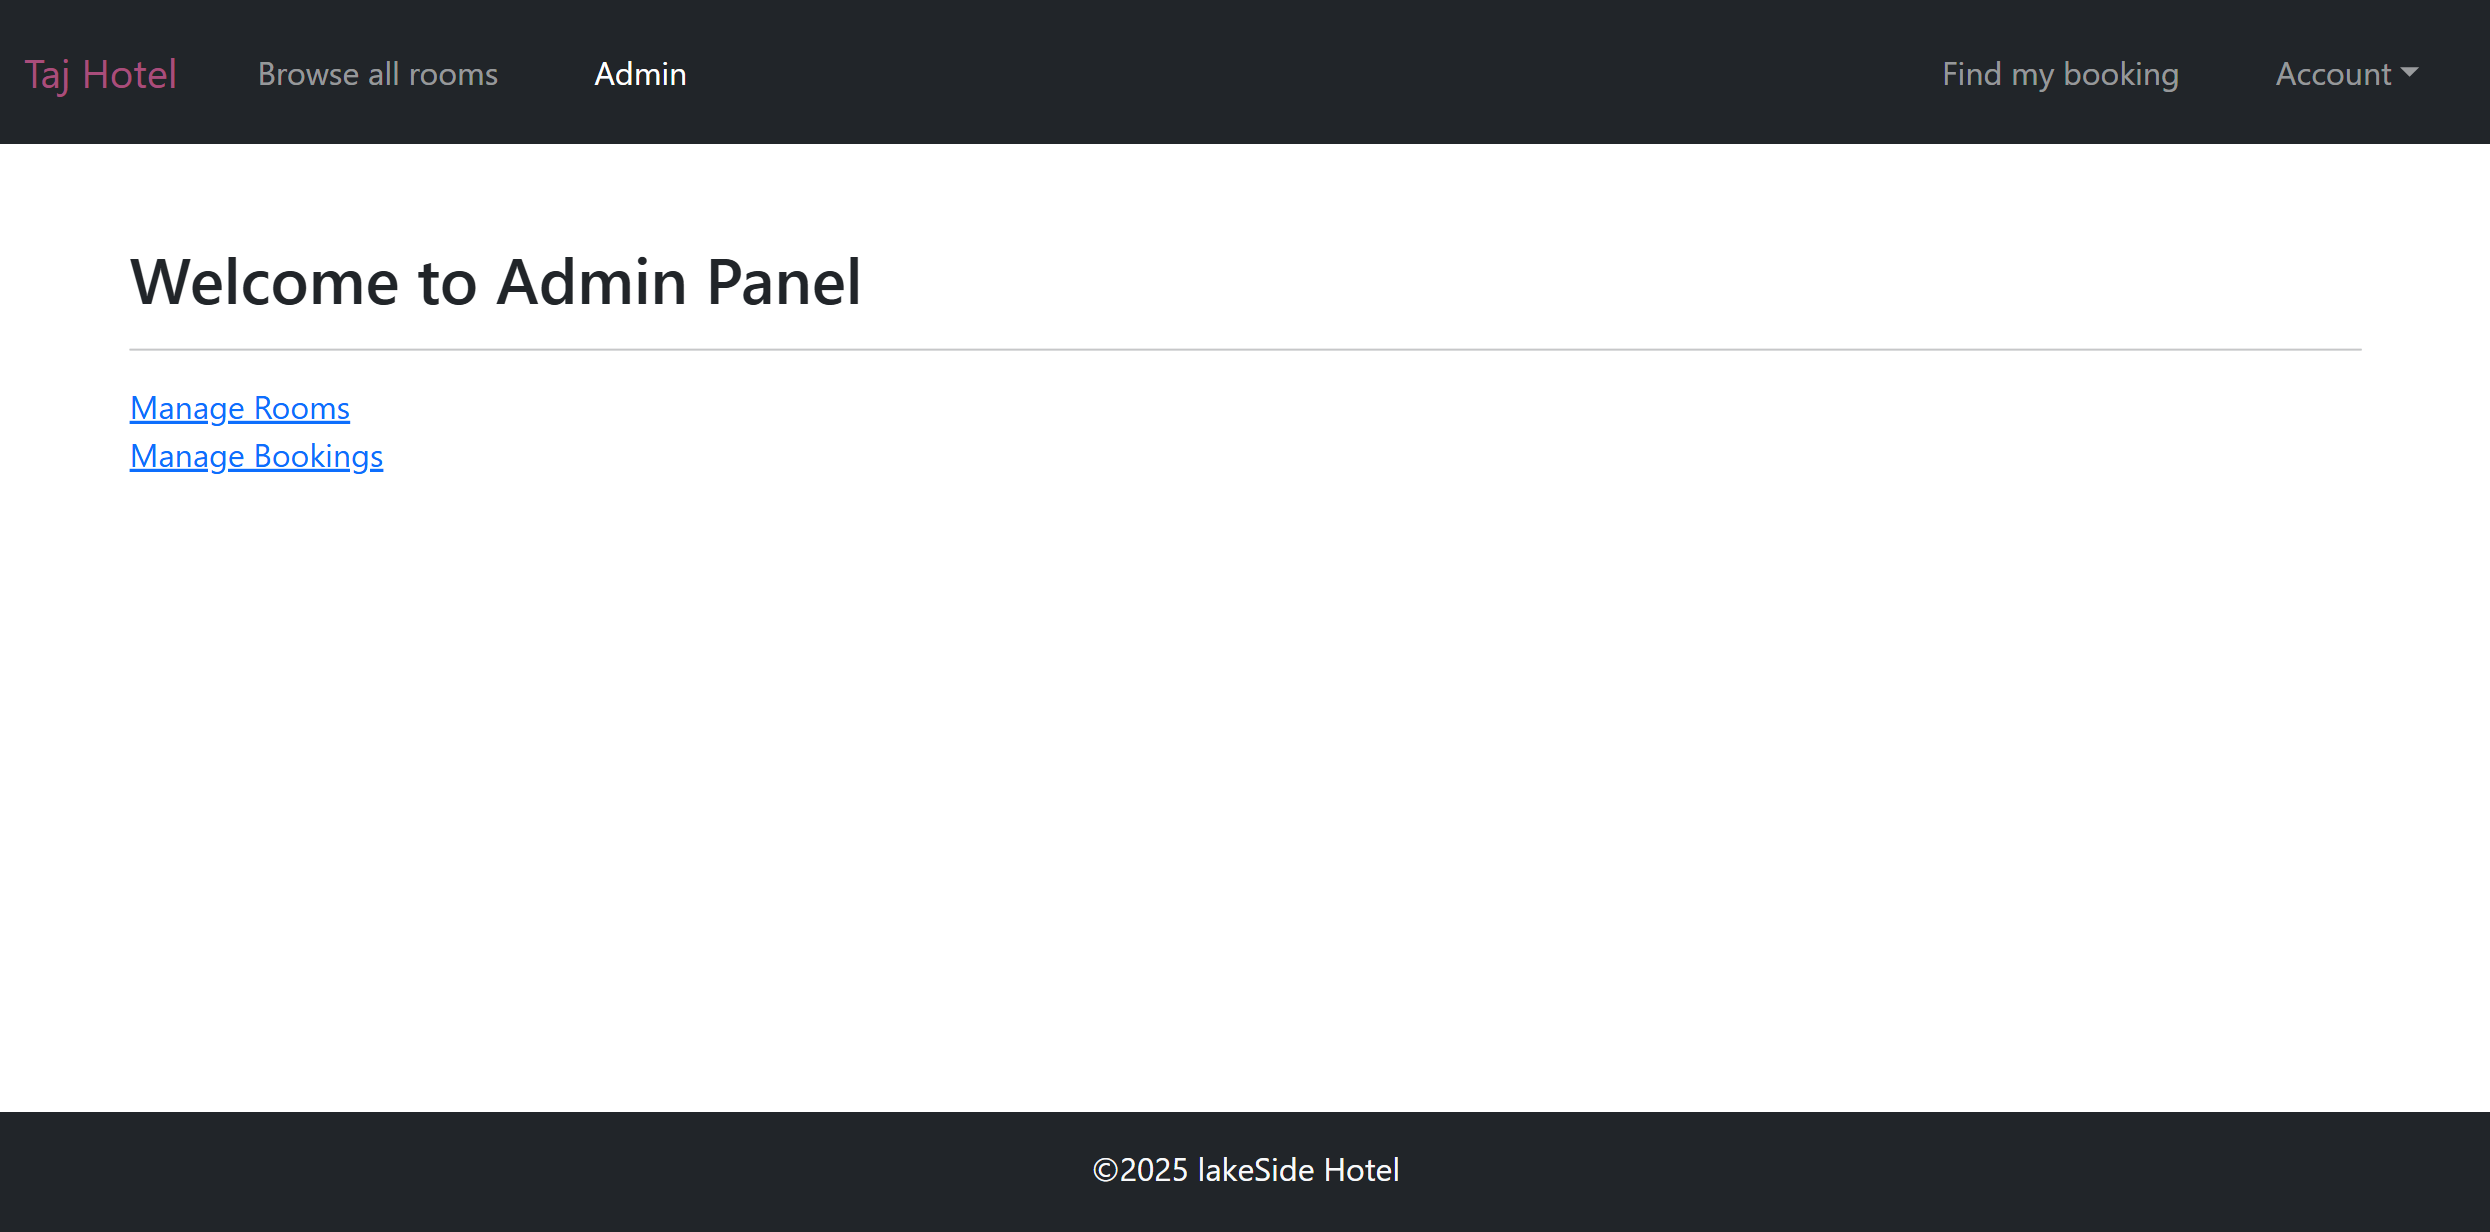 Taj Hotel Browse all rooms Admin Find my booking Account
Welcome to Admin Panel
Manage Rooms
Manage Bookings
©2025 lakeSide Hotel